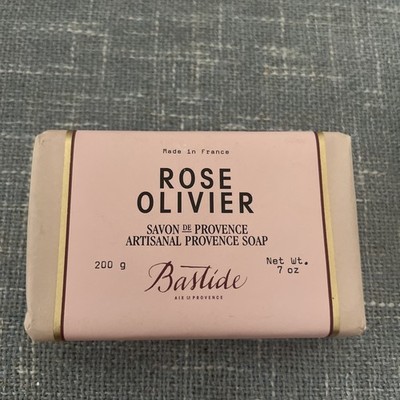 Made in France
ROSE
OLIVIER
SAVON DE PROVENCE
ARTISANAL PROVENCE SOAP
200 g
Net Wt.
7 oz
Bastide
AIX EN PROVENCE